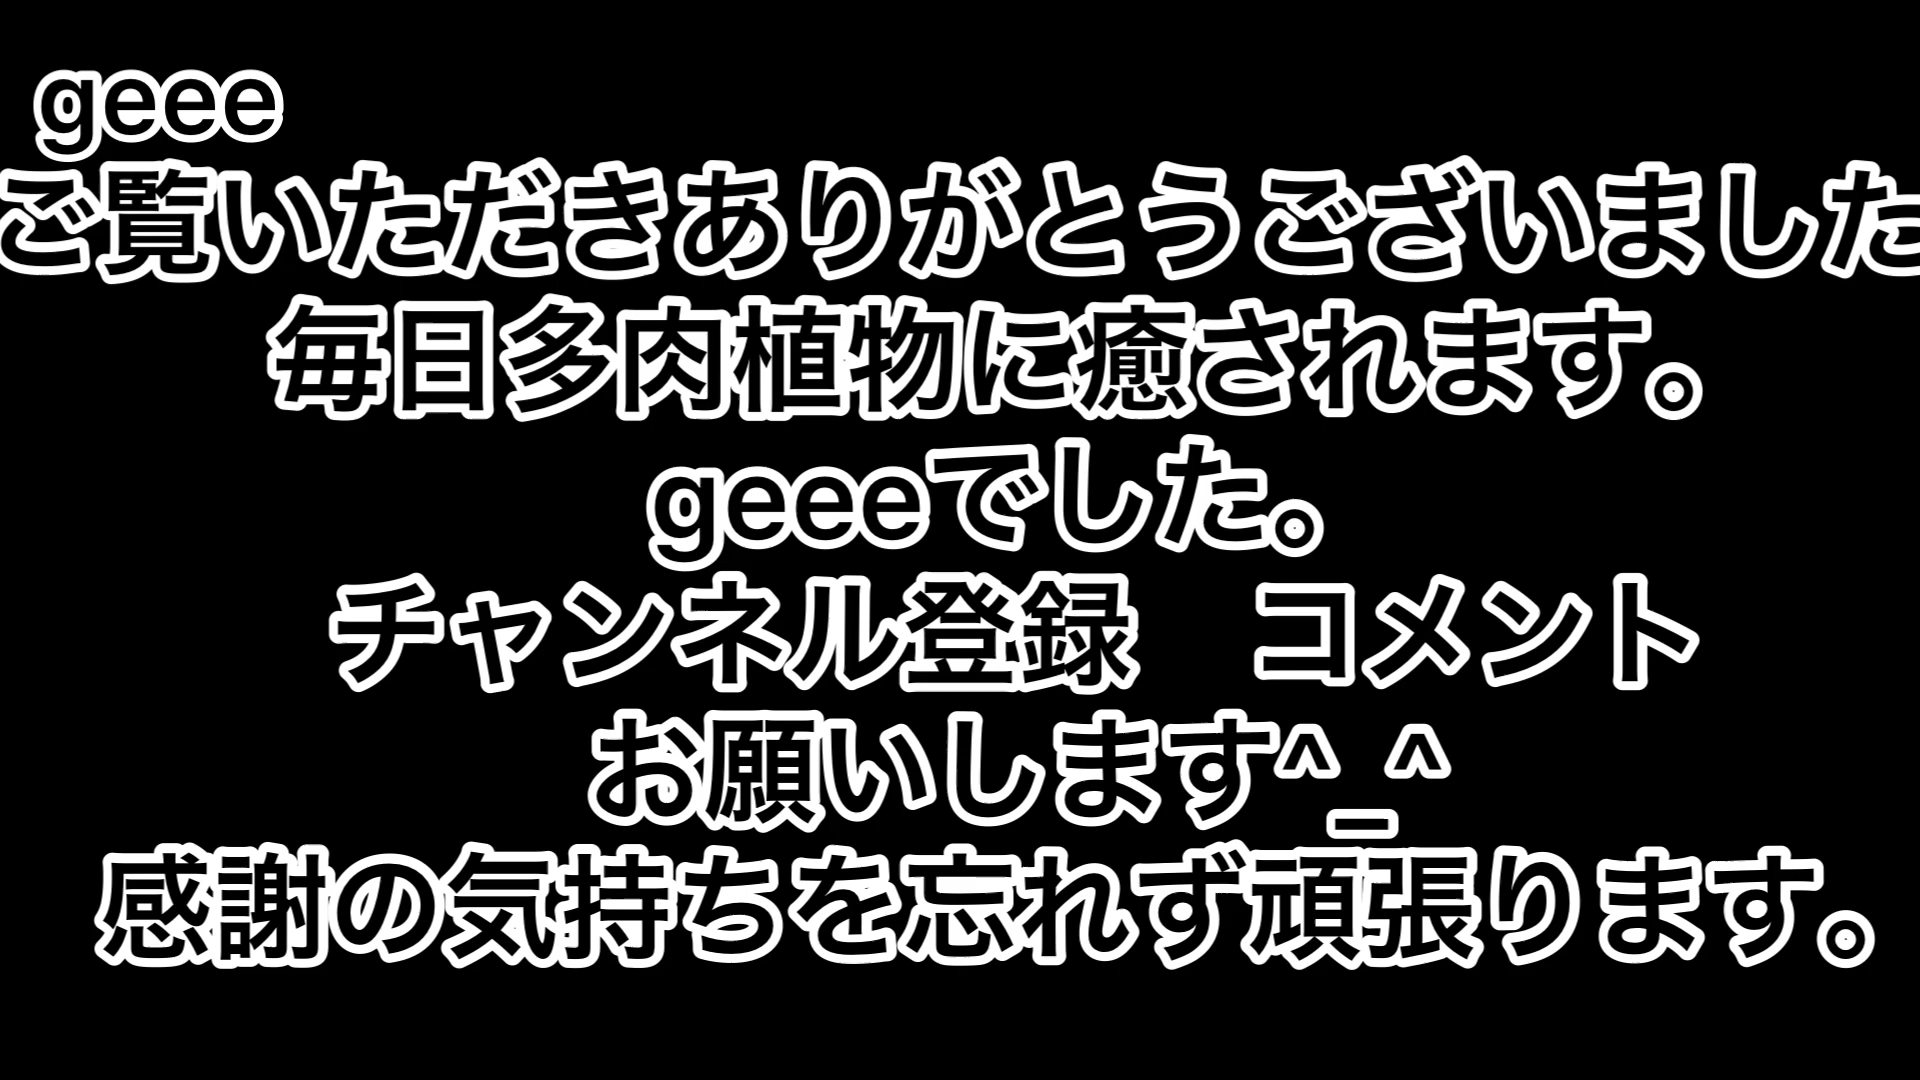 geee
ご覧いただきありがとうございました
毎日多肉植物に癒されます。
geeeでした。
チャンネル登録　コメント
お願いします^_^
感謝の気持ちを忘れず頑張ります。